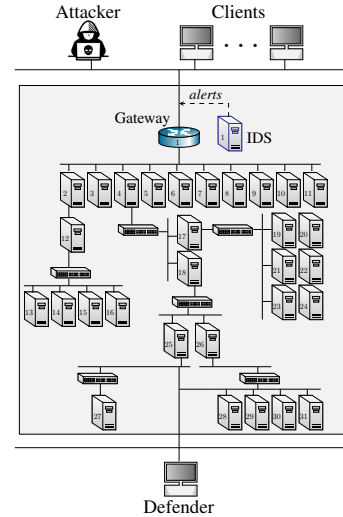 Attacker Clients
alerts
Gateway
1 1 IDS
2 3 4 5 6 7 8 9 10 11
12 17 19 20
18 21 22
13 14 15 16 23 24
25 26
27 28 29 30 31
Defender